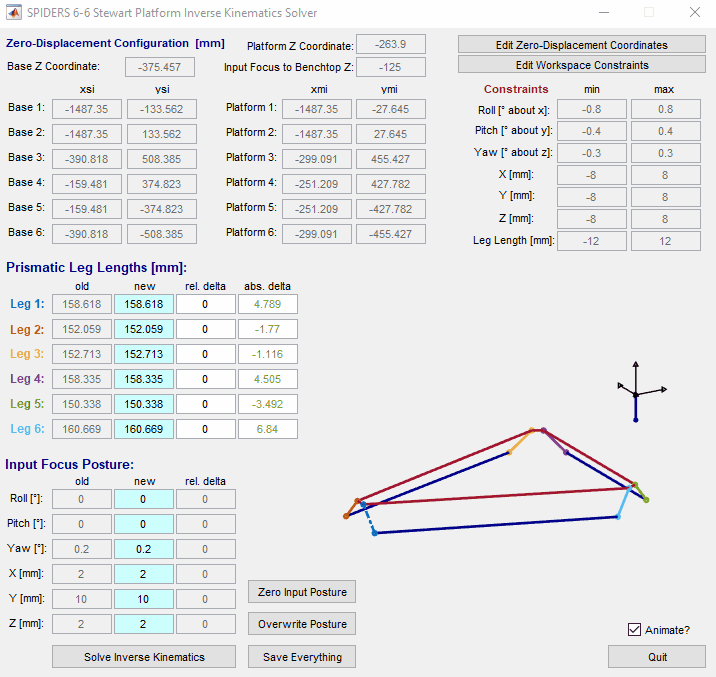 SPIDERS 6-6 Stewart Platform Inverse Kinematics Solver
Zero-Displacement Configuration [mm]
Platform Z Coordinate: -263.9
Base Z Coordinate: -375.457
Input Focus to Benchtop Z: -125
xsi ysi xmi ymi
Base 1: -1487.35 -133.562 Platform 1: -1487.35 -27.645
Base 2: -1487.35 133.562 Platform 2: -1487.35 27.645
Base 3: -390.818 508.385 Platform 3: -299.091 455.427
Base 4: -159.481 374.823 Platform 4: -251.209 427.782
Base 5: -159.481 -374.823 Platform 5: -251.209 -427.782
Base 6: -390.818 -508.385 Platform 6: -299.091 -455.427
Edit Zero-Displacement Coordinates
Edit Workspace Constraints
Constraints min max
Roll [° about x]: -0.8 0.8
Pitch [° about y]: -0.4 0.4
Yaw [° about z]: -0.3 0.3
X [mm]: -8 8
Y [mm]: -8 8
Z [mm]: -8 8
Leg Length [mm]: -12 12
Prismatic Leg Lengths [mm]:
old new rel. delta abs. delta
Leg 1: 158.618 158.618 0 4.789
Leg 2: 152.059 152.059 0 -1.77
Leg 3: 152.713 152.713 0 -1.116
Leg 4: 158.335 158.335 0 4.505
Leg 5: 150.338 150.338 0 -3.492
Leg 6: 160.669 160.669 0 6.84
Input Focus Posture:
old new rel. delta
Roll [°]: 0 0 0
Pitch [°]: 0 0 0
Yaw [°]: 0.2 0.2 0
X [mm]: 2 2 0
Y [mm]: 10 10 0
Z [mm]: 2 2 0
Zero Input Posture
Overwrite Posture
Solve Inverse Kinematics
Save Everything
Animate?
Quit